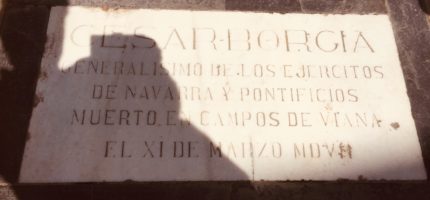 CESAR·BORGIA
GENERALISIMO DE LOS EJERCITOS
DE NAVARRA Y PONTIFICIOS
MUERTO EN CAMPOS DE VIANA
EL XI DE MARZO MDVII